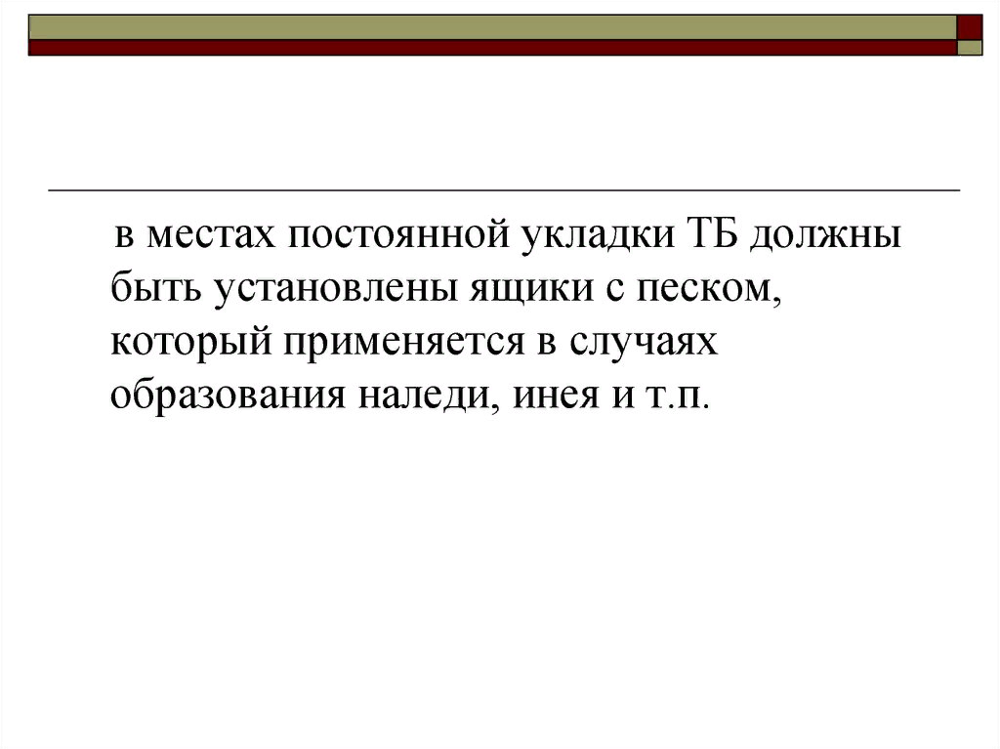 в местах постоянной укладки ТБ должны
быть установлены ящики с песком,
который применяется в случаях
образования наледи, инея и т.п.